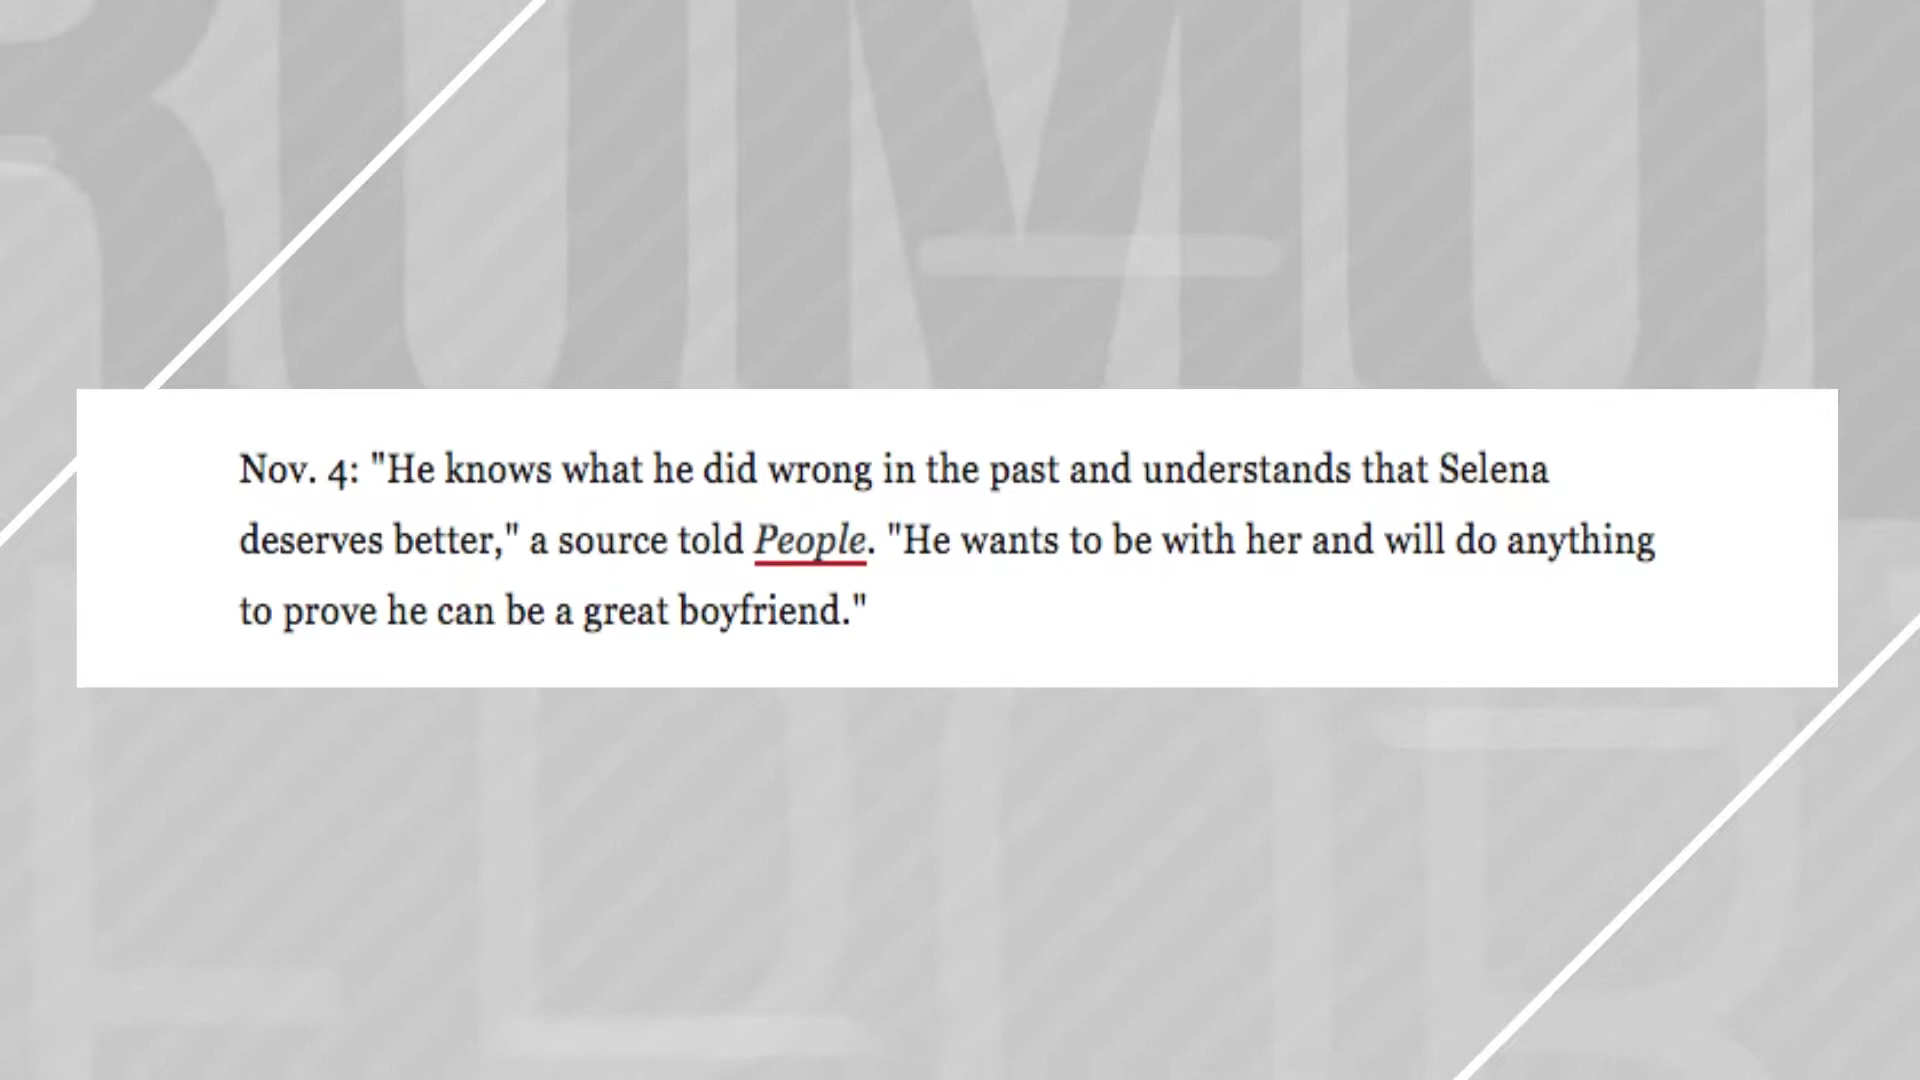 RUMU
Nov. 4: "He knows what he did wrong in the past and understands that Selena
deserves better," a source told People. "He wants to be with her and will do anything
to prove he can be a great boyfriend."